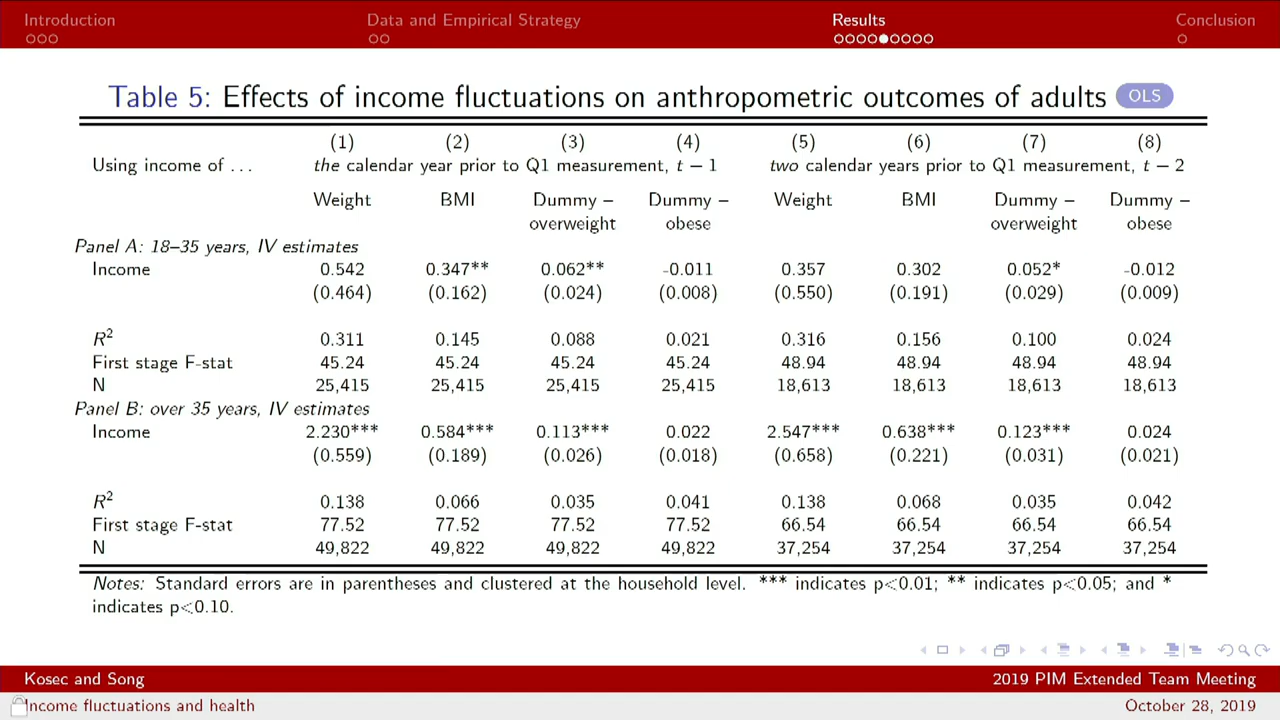 Introduction Data and Empirical Strategy Results Conclusion
Table 5: Effects of income fluctuations on anthropometric outcomes of adults OLS
(1) (2) (3) (4) (5) (6) (7) (8)
Using income of . . . the calendar year prior to Q1 measurement, t − 1 two calendar years prior to Q1 measurement, t − 2
Weight BMI Dummy – Dummy – Weight BMI Dummy – Dummy –
overweight obese overweight obese
Panel A: 18–35 years, IV estimates
Income 0.542 0.347** 0.062** -0.011 0.357 0.302 0.052* -0.012
(0.464) (0.162) (0.024) (0.008) (0.550) (0.191) (0.029) (0.009)
R² 0.311 0.145 0.088 0.021 0.316 0.156 0.100 0.024
First stage F-stat 45.24 45.24 45.24 45.24 48.94 48.94 48.94 48.94
N 25,415 25,415 25,415 25,415 18,613 18,613 18,613 18,613
Panel B: over 35 years, IV estimates
Income 2.230*** 0.584*** 0.113*** 0.022 2.547*** 0.638*** 0.123*** 0.024
(0.559) (0.189) (0.026) (0.018) (0.658) (0.221) (0.031) (0.021)
R² 0.138 0.066 0.035 0.041 0.138 0.068 0.035 0.042
First stage F-stat 77.52 77.52 77.52 77.52 66.54 66.54 66.54 66.54
N 49,822 49,822 49,822 49,822 37,254 37,254 37,254 37,254
Notes: Standard errors are in parentheses and clustered at the household level. *** indicates p<0.01; ** indicates p<0.05; and *
indicates p<0.10.
Kosec and Song 2019 PIM Extended Team Meeting
Income fluctuations and health October 28, 2019